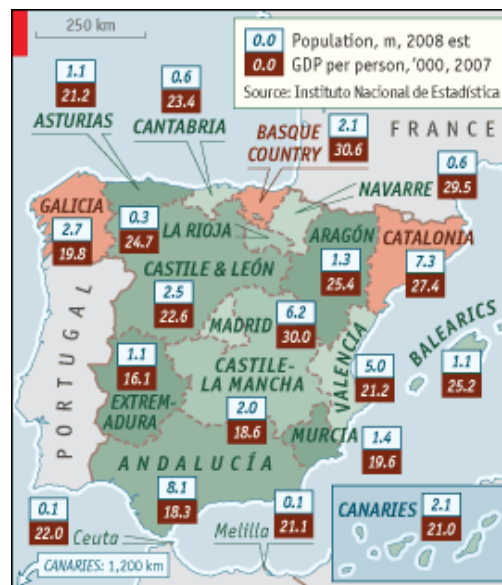 250 km
0.0 Population, m, 2008 est
0.0 GDP per person, '000, 2007
Source: Instituto Nacional de Estadística
1.1
21.2
ASTURIAS
0.6
23.4
CANTABRIA
BASQUE
COUNTRY
2.1
30.6
FRANCE
0.6
29.5
NAVARRE
GALICIA
2.7
19.8
0.3
24.7
LA RIOJA
ARAGÓN
1.3
25.4
CATALONIA
7.3
27.4
CASTILE & LEÓN
2.5
22.6
MADRID
6.2
30.0
PORTUGAL
1.1
16.1
EXTREM-
ADURA
CASTILE-
LA MANCHA
2.0
18.6
VALENCIA
5.0
21.2
BALEARICS
1.1
25.2
MURCIA
1.4
19.6
ANDALUCÍA
8.1
18.3
0.1
22.0
Ceuta
Melilla
0.1
21.1
CANARIES
2.1
21.0
CANARIES: 1,200 km